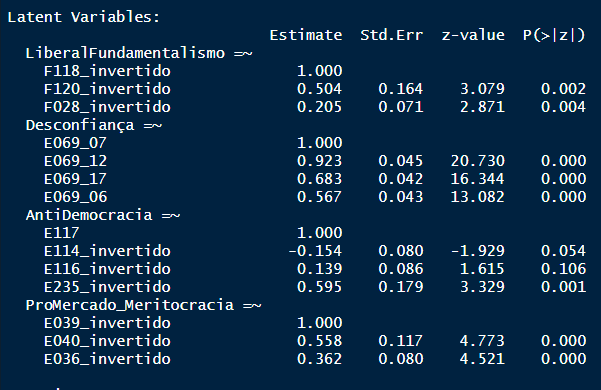 Latent Variables:
Estimate Std.Err z-value P(>|z|)
LiberalFundamentalismo =~
F118_invertido 1.000
F120_invertido 0.504 0.164 3.079 0.002
F028_invertido 0.205 0.071 2.871 0.004
Desconfiança =~
E069_07 1.000
E069_12 0.923 0.045 20.730 0.000
E069_17 0.683 0.042 16.344 0.000
E069_06 0.567 0.043 13.082 0.000
AntiDemocracia =~
E117 1.000
E114_invertido -0.154 0.080 -1.929 0.054
E116_invertido 0.139 0.086 1.615 0.106
E235_invertido 0.595 0.179 3.329 0.001
ProMercado_Meritocracia =~
E039_invertido 1.000
E040_invertido 0.558 0.117 4.773 0.000
E036_invertido 0.362 0.080 4.521 0.000